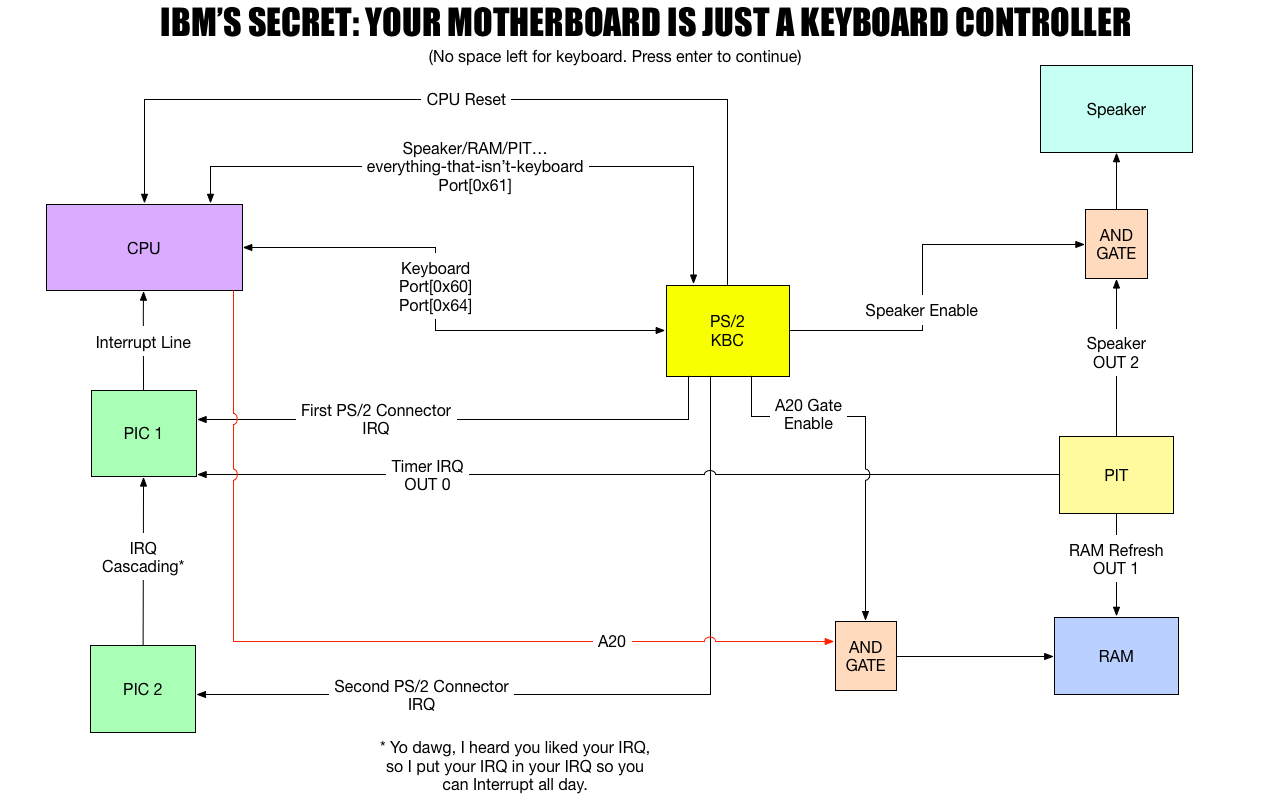 IBM’S SECRET: YOUR MOTHERBOARD IS JUST A KEYBOARD CONTROLLER
(No space left for keyboard. Press enter to continue)
CPU Reset
Speaker
Speaker/RAM/PIT…
everything-that-isn’t-keyboard
Port[0x61]
CPU
AND
GATE
Keyboard
Port[0x60]
Port[0x64]
PS/2
KBC
Speaker Enable
Interrupt Line
Speaker
OUT 2
First PS/2 Connector
IRQ
A20 Gate
Enable
PIC 1
Timer IRQ
OUT 0
PIT
IRQ
Cascading*
RAM Refresh
OUT 1
A20
AND
GATE
RAM
PIC 2
Second PS/2 Connector
IRQ
* Yo dawg, I heard you liked your IRQ,
so I put your IRQ in your IRQ so you
can Interrupt all day.